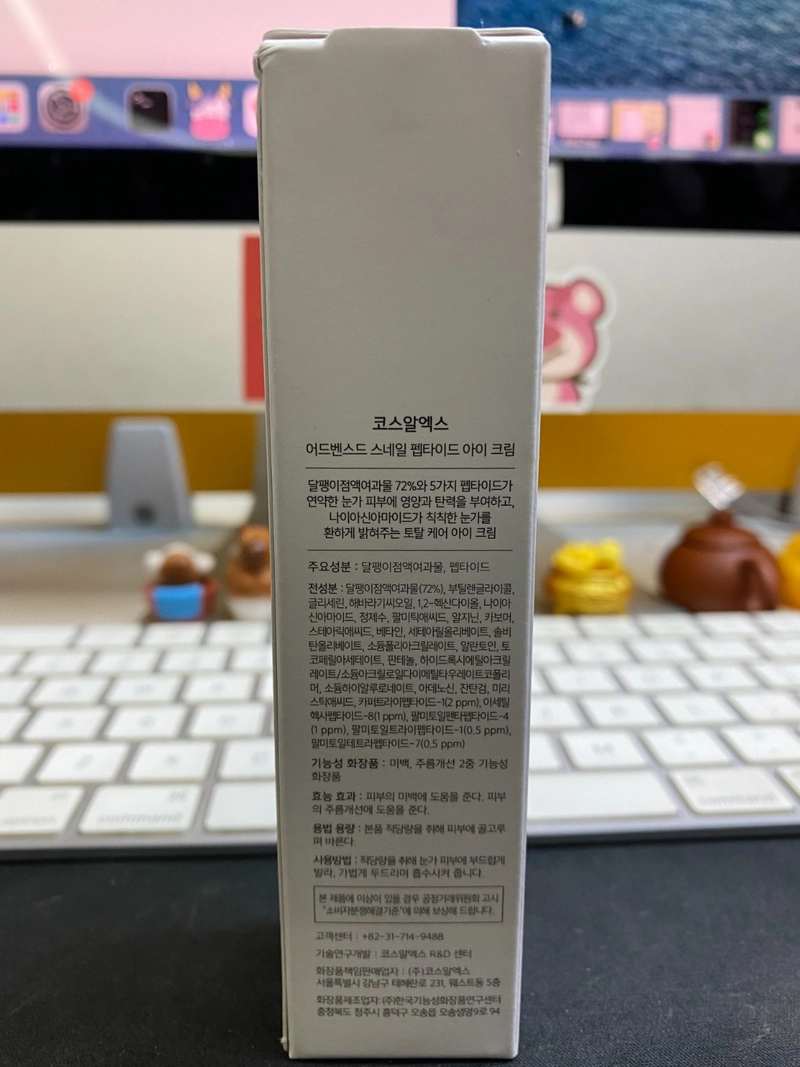 코스알엑스
어드벤스드 스네일 펩타이드 아이 크림
달팽이점액여과물 72%와 5가지 펩타이드가
연약한 눈가 피부에 영양과 탄력을 부여하고,
나이아신아마이드가 칙칙한 눈가를
환하게 밝혀주는 토탈 케어 아이 크림
주요성분 : 달팽이점액여과물, 펩타이드
전성분 : 달팽이점액여과물(72%), 부틸렌글라이콜,
글리세린, 해바라기씨오일, 1,2-헥산다이올, 나이아
신아마이드, 정제수, 팔미틱애씨드, 알지닌, 카보머,
스테아릭애씨드, 베타인, 세테아릴올리베이트, 솔비
탄올리베이트, 소듐폴리아크릴레이트, 알란토인, 토
코페릴아세테이트, 판테놀, 하이드록시에틸아크릴
레이트/소듐아크릴로일다이메틸타우레이트코폴리
머, 소듐하이알루로네이트, 아데노신, 잔탄검, 미리
스틱애씨드, 카퍼트라이펩타이드-1(2 ppm), 아세틸
헥사펩타이드-8(1 ppm), 팔미토일펜타펩타이드-4
(1 ppm), 팔미토일트라이펩타이드-1(0.5 ppm),
팔미토일테트라펩타이드-7(0.5 ppm)
기능성 화장품 : 미백, 주름개선 2중 기능성
화장품
효능 효과 : 피부의 미백에 도움을 준다. 피부
의 주름개선에 도움을 준다.
용법 용량 : 본품 적당량을 취해 피부에 골고루
펴 바른다.
사용방법 : 적당량을 취해 눈가 피부에 부드럽게
발라, 가볍게 두드리며 흡수시켜 줍니다.
본 제품에 이상이 있을 경우 공정거래위원회 고시
"소비자분쟁해결기준"에 의해 보상해 드립니다.
고객센터 : +82-31-714-9488
기술연구개발 : 코스알엑스 R&D 센터
화장품책임판매업자 : (주)코스알엑스
서울특별시 강남구 테헤란로 231, 웨스트동 5층
화장품제조업자:(주)한국기능성화장품연구센터
충청북도 청주시 흥덕구 오송읍 오송생명9로 94
command